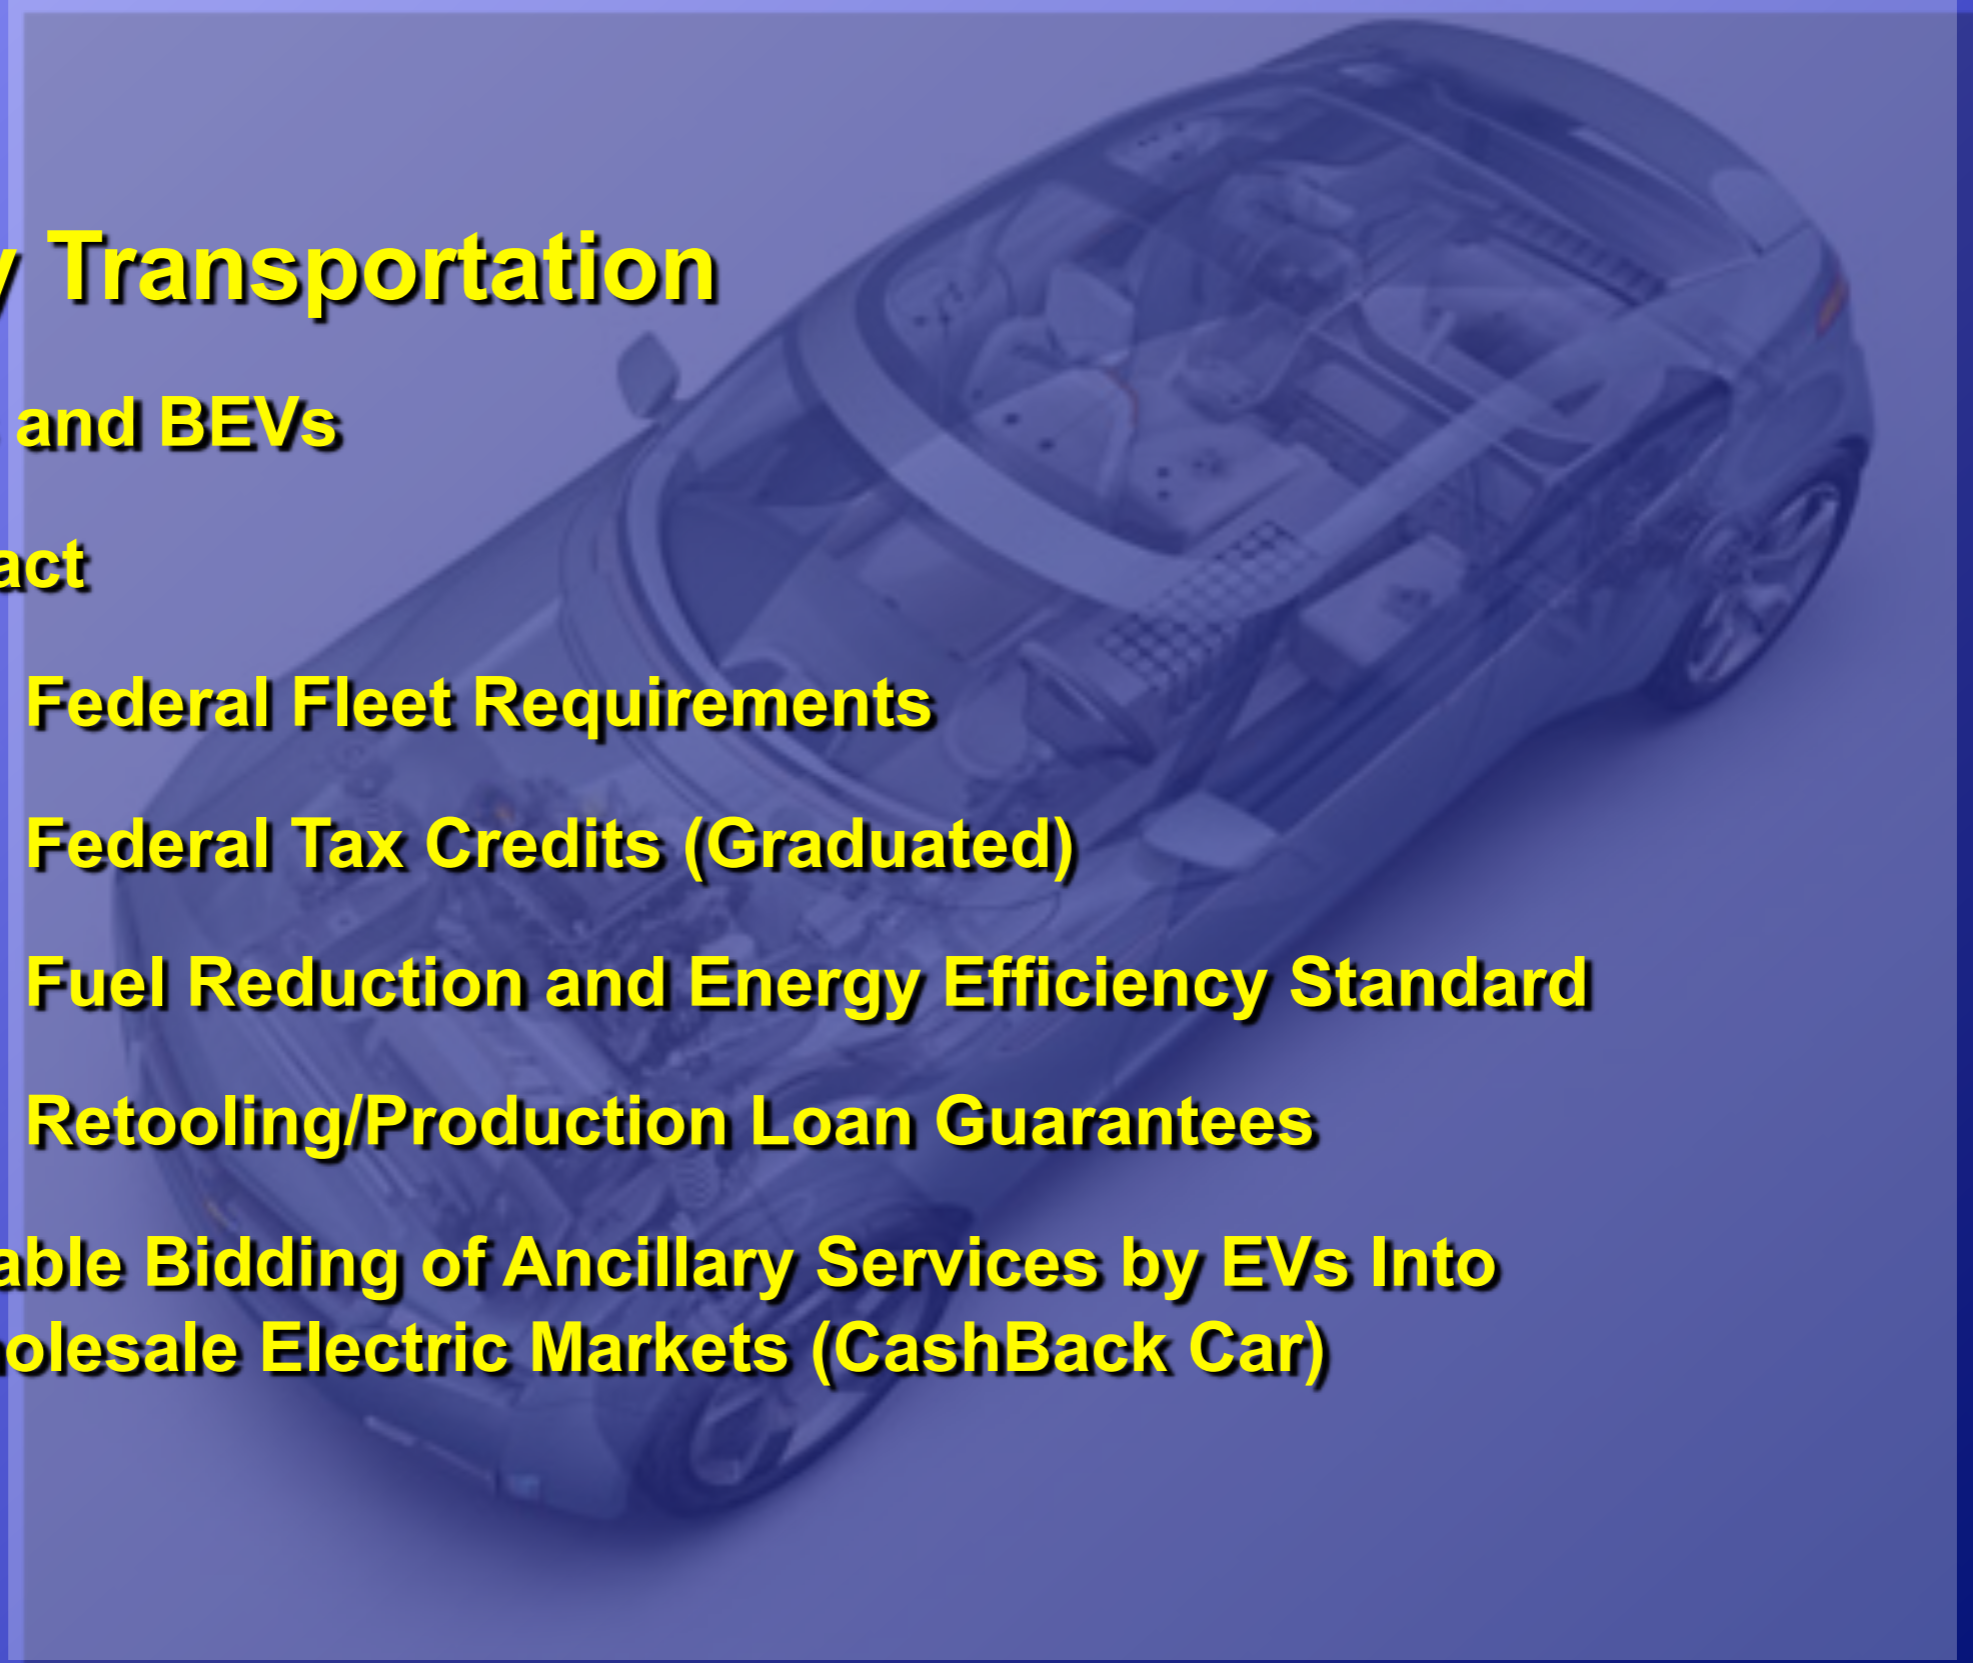 Transportation
and BEVs
Federal Fleet Requirements
Federal Tax Credits (Graduated)
Fuel Reduction and Energy Efficiency Standard
Retooling/Production Loan Guarantees
Bidding of Ancillary Services by EVs Into
Electric Markets (CashBack Car)